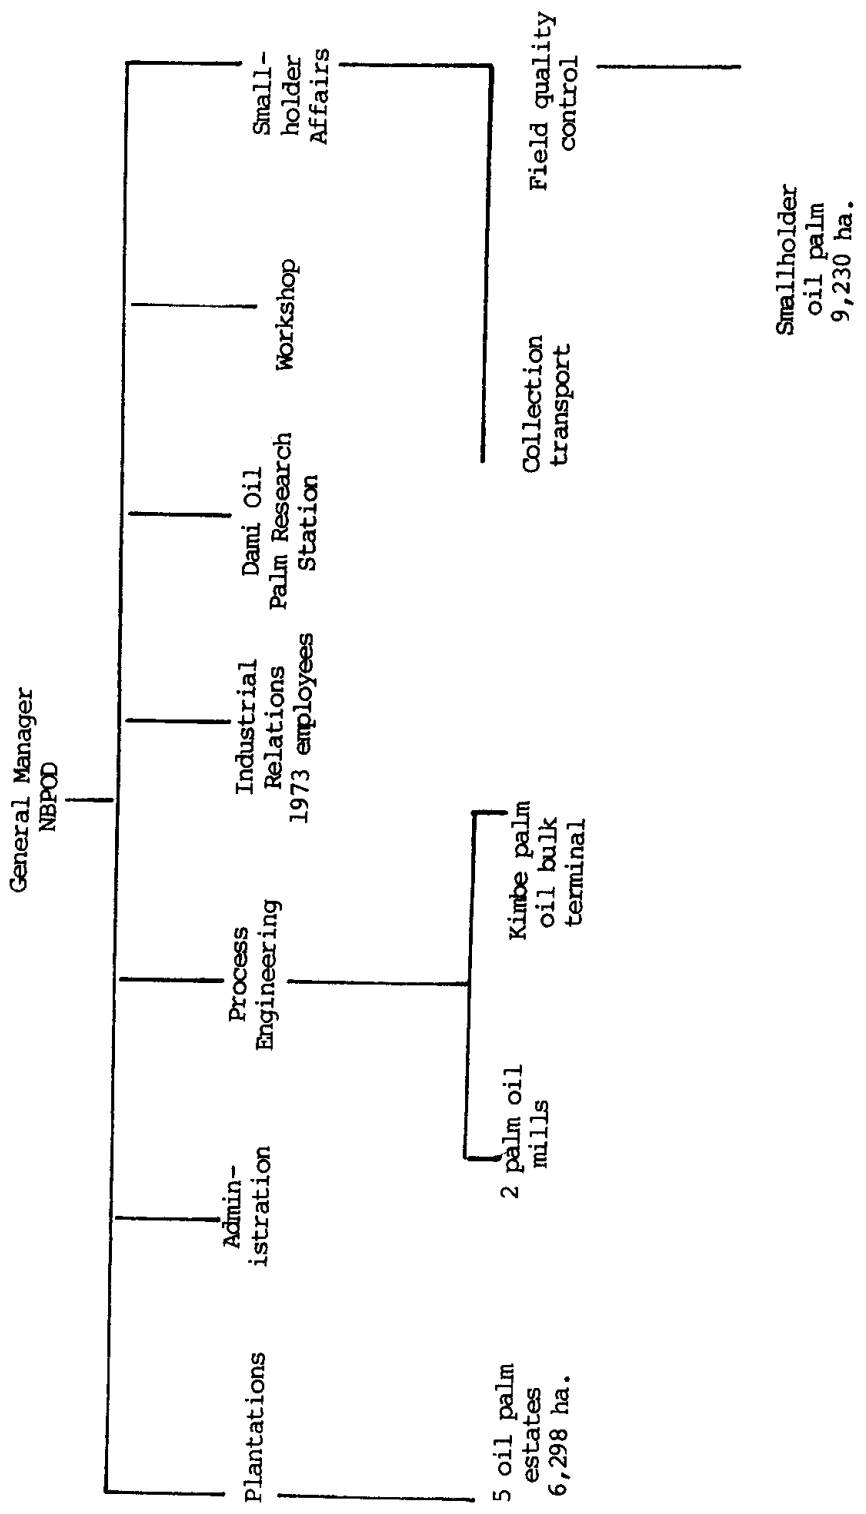 General Manager
NBPOD
Plantations
Admin-
istration
Process
Engineering
Industrial
Relations
1973 employees
Dami Oil
Palm Research
Station
Workshop
Small-
holder
Affairs
5 oil palm
estates
6,298 ha.
2 palm oil
mills
Kimbe palm
oil bulk
terminal
Collection
transport
Field quality
control
Smallholder
oil palm
9,230 ha.